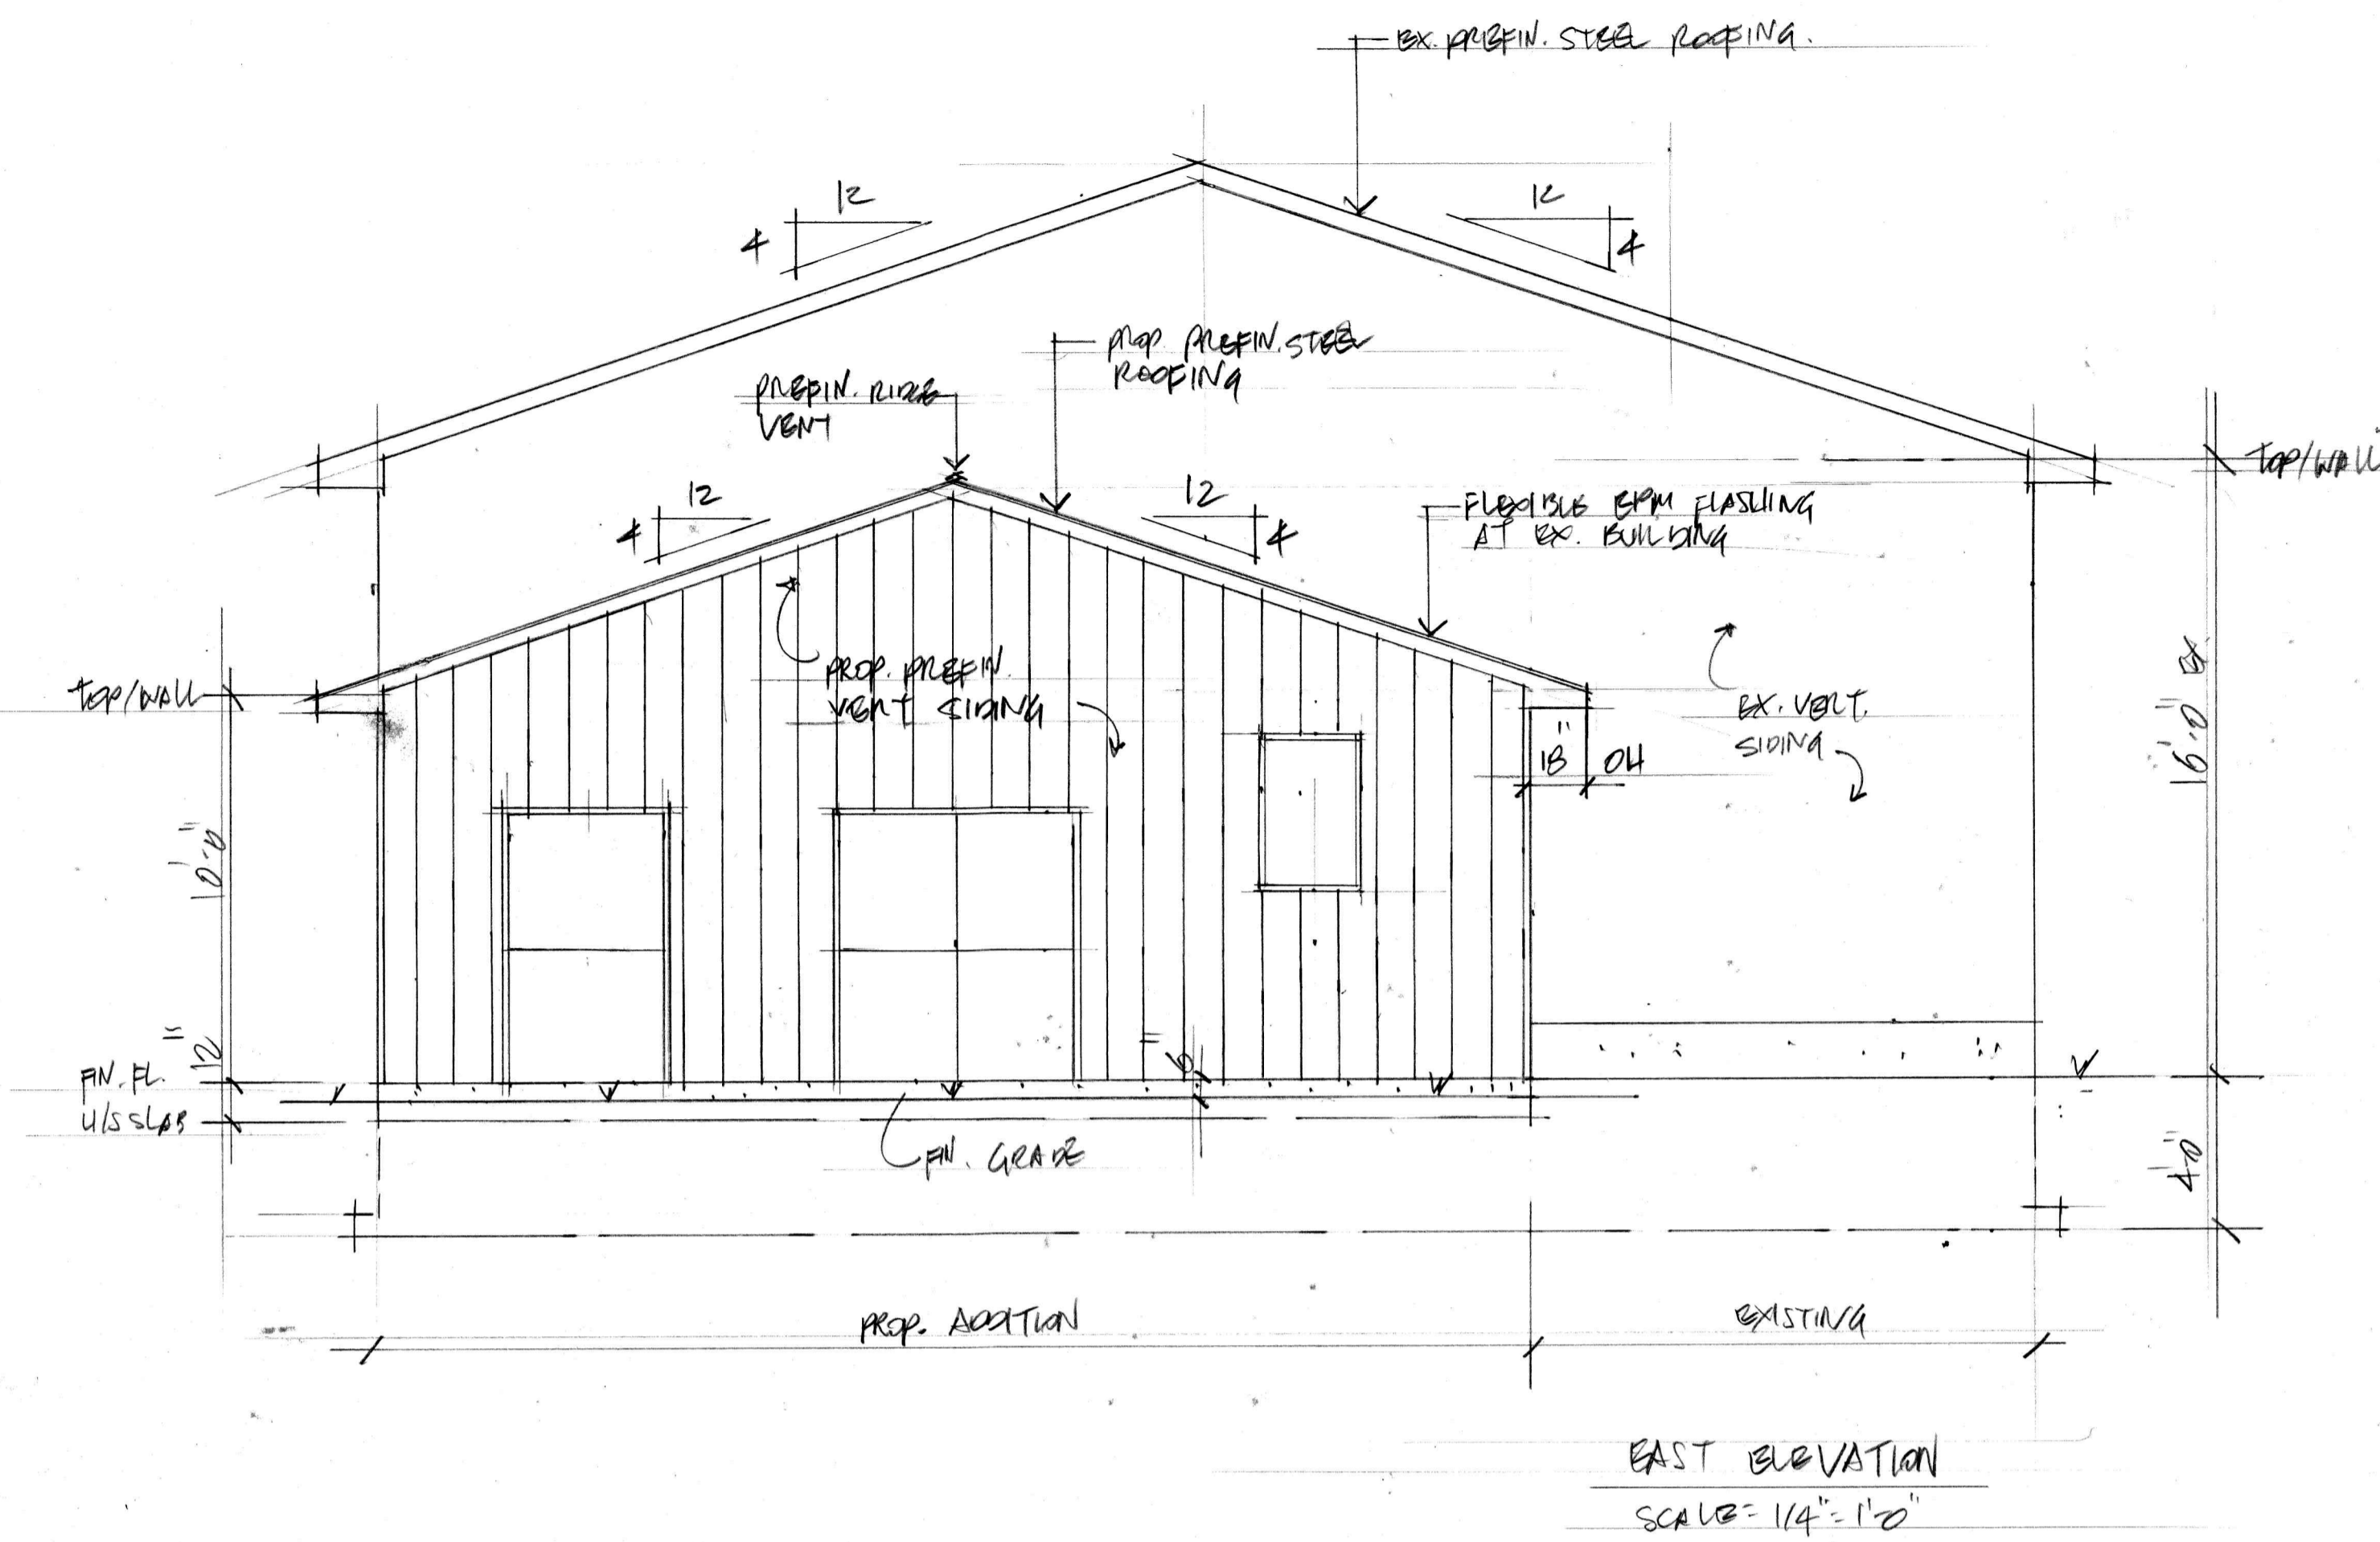 EX. PREFIN. STEEL ROOFING.
12
4
12
4
PROP. PREFIN. STEEL
ROOFING
PREFIN. RIDGE
VENT
TOP/WALL
12
4
12
4
FLEXIBLE EPM FLASHING
AT EX. BUILDING
PROP. PREFIN.
VERT SIDING
TOP/WALL
EX. VERT.
SIDING
18" OH
16'-0" EX.
10'-0"
12"
6"
FIN. FL.
U/S SLAB
FIN. GRADE
4'-0"
PROP. ADDITION
EXISTING
EAST ELEVATION
SCALE = 1/4" = 1'-0"